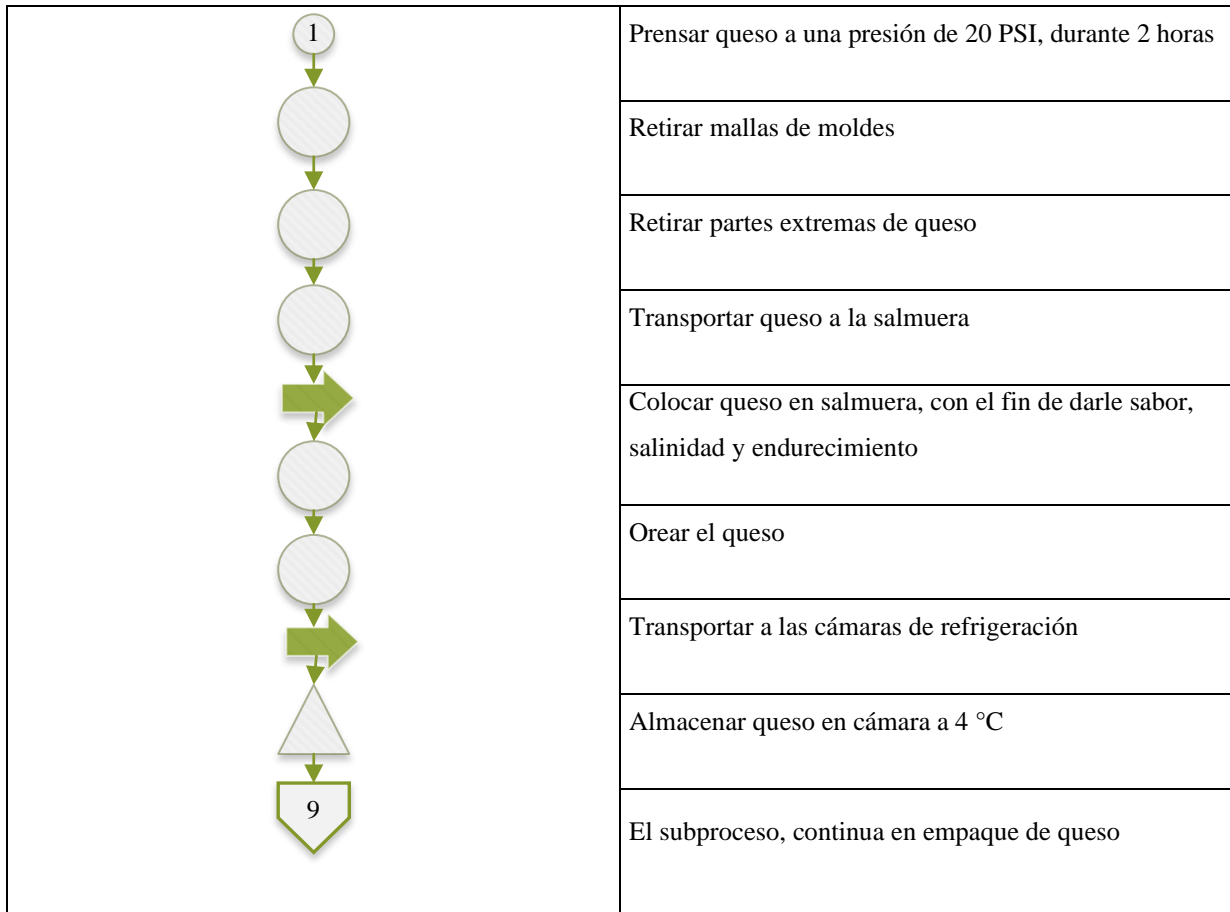 1
Prensar queso a una presión de 20 PSI, durante 2 horas
Retirar mallas de moldes
Retirar partes extremas de queso
Transportar queso a la salmuera
Colocar queso en salmuera, con el fin de darle sabor,
salinidad y endurecimiento
Orear el queso
Transportar a las cámaras de refrigeración
Almacenar queso en cámara a 4 °C
9
El subproceso, continua en empaque de queso